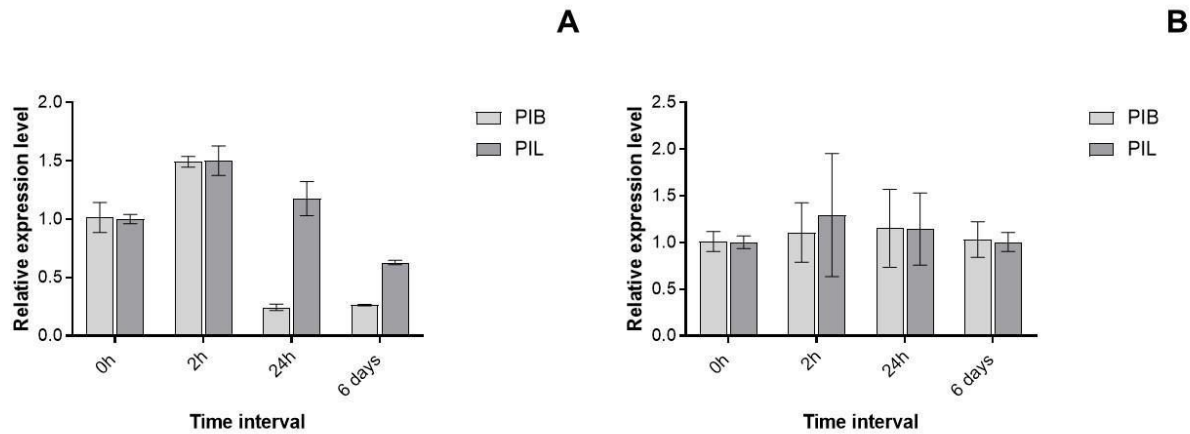 A
Relative expression level
2.0
1.5
1.0
0.5
0.0
0h
2h
24h
6 days
Time interval
PIB
PIL
B
Relative expression level
2.5
2.0
1.5
1.0
0.5
0.0
0h
2h
24h
6 days
Time interval
PIB
PIL